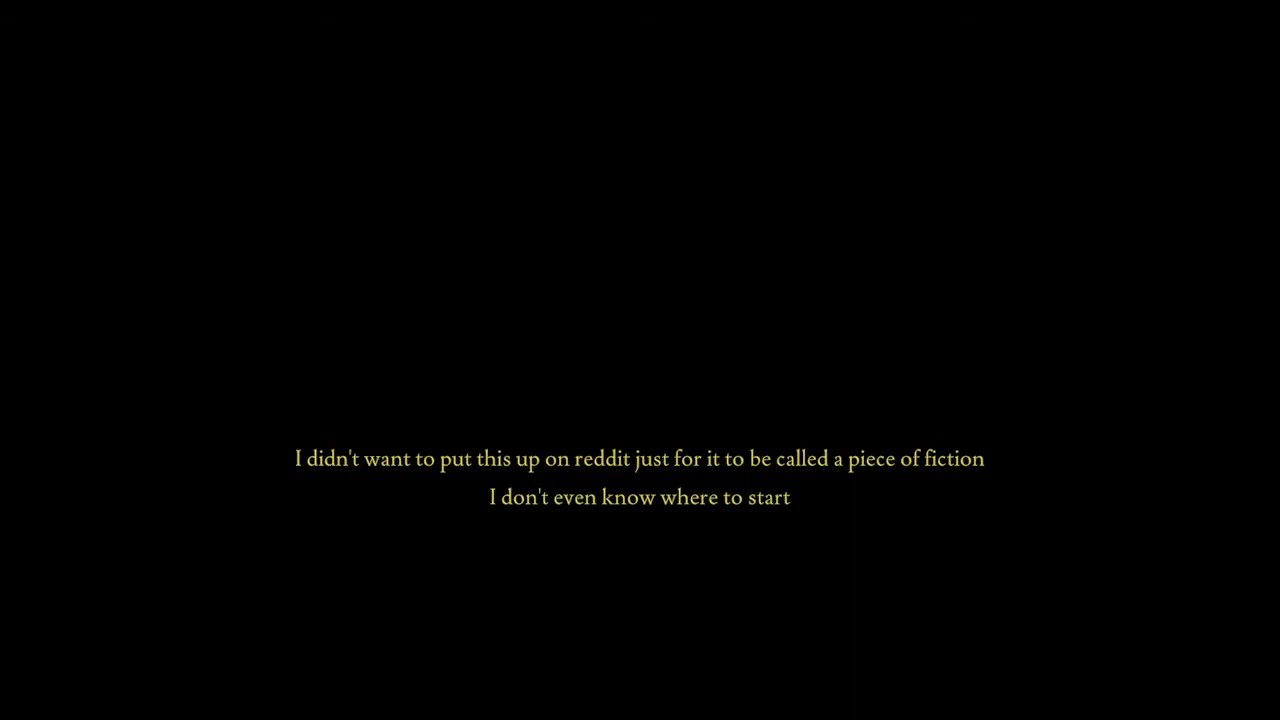 I didn't want to put this up on reddit just for it to be called a piece of fiction
I don't even know where to start